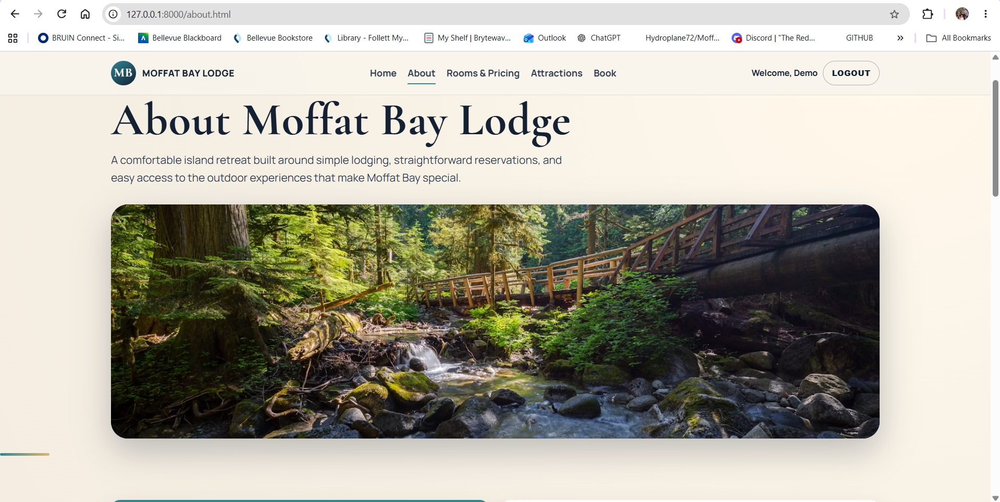 127.0.0.1:8000/about.html
BRUIN Connect - Si...
Bellevue Blackboard
Bellevue Bookstore
Library - Follett My...
My Shelf | Brytewav...
Outlook
ChatGPT
Hydroplane72/Moff...
Discord | "The Red...
GITHUB
All Bookmarks
MB
MOFFAT BAY LODGE
Home
About
Rooms & Pricing
Attractions
Book
Welcome, Demo
LOGOUT
About Moffat Bay Lodge
A comfortable island retreat built around simple lodging, straightforward reservations, and
easy access to the outdoor experiences that make Moffat Bay special.